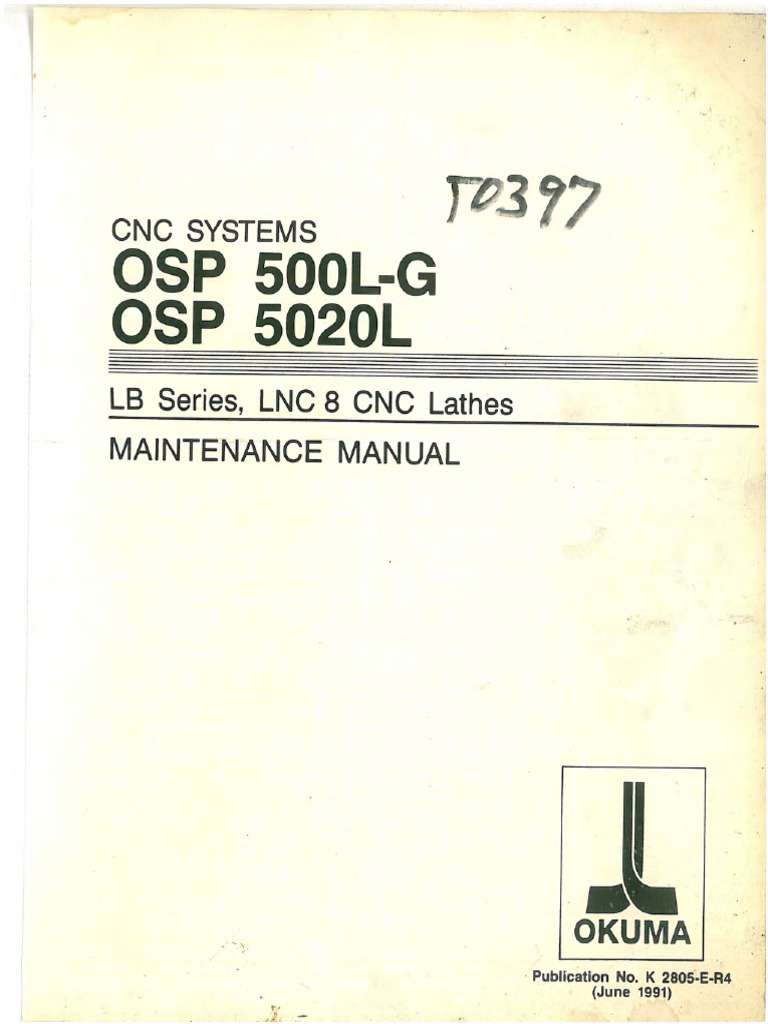 T0397
CNC SYSTEMS
OSP 500L-G
OSP 5020L
LB Series, LNC 8 CNC Lathes
MAINTENANCE MANUAL
OKUMA
Publication No. K 2805-E-R4
(June 1991)